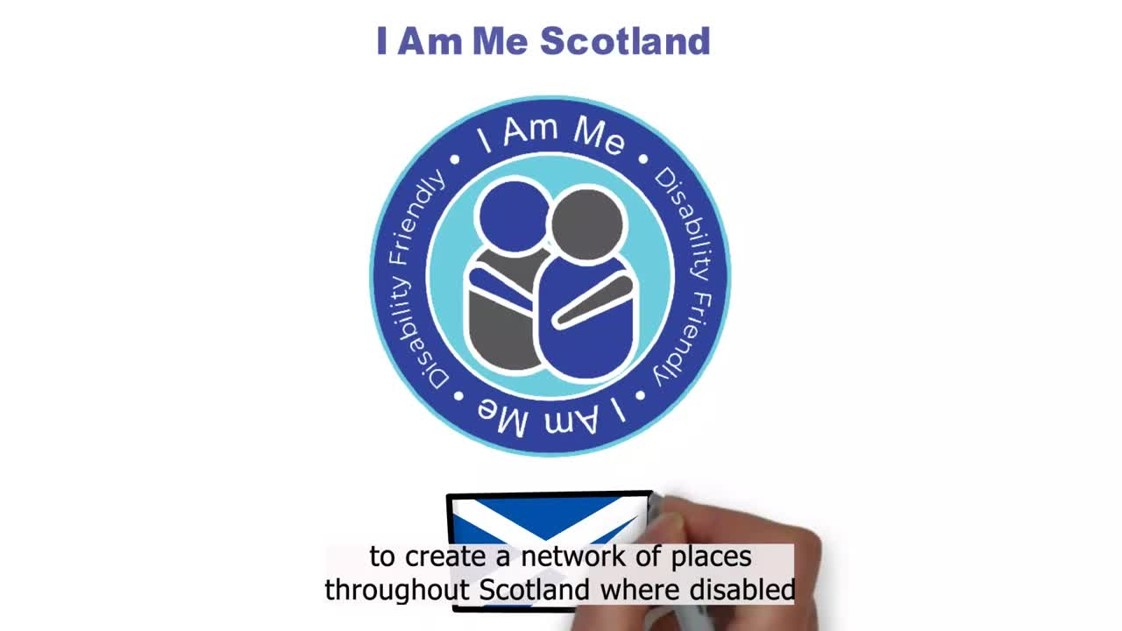 I Am Me Scotland
I Am Me • Disability Friendly • I Am Me • Disability Friendly •
to create a network of places
throughout Scotland where disabled